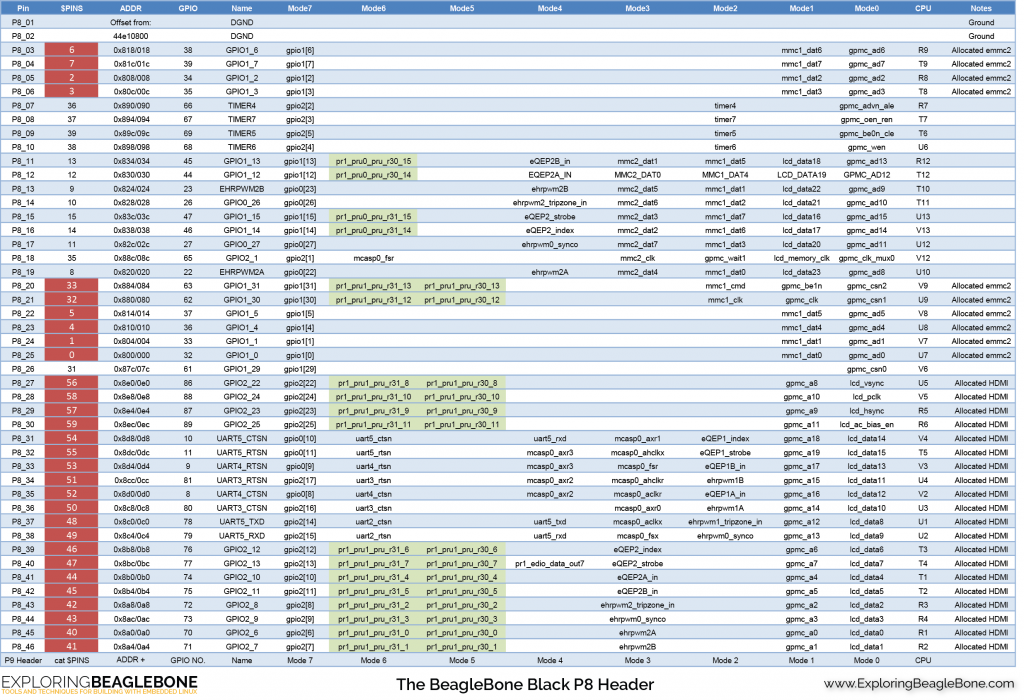 Pin $PINS ADDR GPIO Name Mode7 Mode6 Mode5 Mode4 Mode3 Mode2 Mode1 Mode0 CPU Notes
P8_01 Offset from: DGND Ground
P8_02 44e10800 DGND Ground
P8_03 6 0x818/018 38 GPIO1_6 gpio1[6] mmc1_dat6 gpmc_ad6 R9 Allocated emmc2
P8_04 7 0x81c/01c 39 GPIO1_7 gpio1[7] mmc1_dat7 gpmc_ad7 T9 Allocated emmc2
P8_05 2 0x808/008 34 GPIO1_2 gpio1[2] mmc1_dat2 gpmc_ad2 R8 Allocated emmc2
P8_06 3 0x80c/00c 35 GPIO1_3 gpio1[3] mmc1_dat3 gpmc_ad3 T8 Allocated emmc2
P8_07 36 0x890/090 66 TIMER4 gpio2[2] timer4 gpmc_advn_ale R7
P8_08 37 0x894/094 67 TIMER7 gpio2[3] timer7 gpmc_oen_ren T7
P8_09 39 0x89c/09c 69 TIMER5 gpio2[5] timer5 gpmc_be0n_cle T6
P8_10 38 0x898/098 68 TIMER6 gpio2[4] timer6 gpmc_wen U6
P8_11 13 0x834/034 45 GPIO1_13 gpio1[13] pr1_pru0_pru_r30_15 eQEP2B_in mmc2_dat1 mmc1_dat5 lcd_data18 gpmc_ad13 R12
P8_12 12 0x830/030 44 GPIO1_12 gpio1[12] pr1_pru0_pru_r30_14 EQEP2A_IN MMC2_DAT0 MMC1_DAT4 LCD_DATA19 GPMC_AD12 T12
P8_13 9 0x824/024 23 EHRPWM2B gpio0[23] ehrpwm2B mmc2_dat5 mmc1_dat1 lcd_data22 gpmc_ad9 T10
P8_14 10 0x828/028 26 GPIO0_26 gpio0[26] ehrpwm2_tripzone_in mmc2_dat6 mmc1_dat2 lcd_data21 gpmc_ad10 T11
P8_15 15 0x83c/03c 47 GPIO1_15 gpio1[15] pr1_pru0_pru_r31_15 eQEP2_strobe mmc2_dat3 mmc1_dat7 lcd_data16 gpmc_ad15 U13
P8_16 14 0x838/038 46 GPIO1_14 gpio1[14] pr1_pru0_pru_r31_14 eQEP2_index mmc2_dat2 mmc1_dat6 lcd_data17 gpmc_ad14 V13
P8_17 11 0x82c/02c 27 GPIO0_27 gpio0[27] ehrpwm0_synco mmc2_dat7 mmc1_dat3 lcd_data20 gpmc_ad11 U12
P8_18 35 0x88c/08c 65 GPIO2_1 gpio2[1] mcasp0_fsr mmc2_clk gpmc_wait1 lcd_memory_clk gpmc_clk_mux0 V12
P8_19 8 0x820/020 22 EHRPWM2A gpio0[22] ehrpwm2A mmc2_dat4 mmc1_dat0 lcd_data23 gpmc_ad8 U10
P8_20 33 0x884/084 63 GPIO1_31 gpio1[31] pr1_pru1_pru_r31_13 pr1_pru1_pru_r30_13 mmc1_cmd gpmc_be1n gpmc_csn2 V9 Allocated emmc2
P8_21 32 0x880/080 62 GPIO1_30 gpio1[30] pr1_pru1_pru_r31_12 pr1_pru1_pru_r30_12 mmc1_clk gpmc_clk gpmc_csn1 U9 Allocated emmc2
P8_22 5 0x814/014 37 GPIO1_5 gpio1[5] mmc1_dat5 gpmc_ad5 V8 Allocated emmc2
P8_23 4 0x810/010 36 GPIO1_4 gpio1[4] mmc1_dat4 gpmc_ad4 U8 Allocated emmc2
P8_24 1 0x804/004 33 GPIO1_1 gpio1[1] mmc1_dat1 gpmc_ad1 V7 Allocated emmc2
P8_25 0 0x800/000 32 GPIO1_0 gpio1[0] mmc1_dat0 gpmc_ad0 U7 Allocated emmc2
P8_26 31 0x87c/07c 61 GPIO1_29 gpio1[29] gpmc_csn0 V6
P8_27 56 0x8e0/0e0 86 GPIO2_22 gpio2[22] pr1_pru1_pru_r31_8 pr1_pru1_pru_r30_8 gpmc_a8 lcd_vsync U5 Allocated HDMI
P8_28 58 0x8e8/0e8 88 GPIO2_24 gpio2[24] pr1_pru1_pru_r31_10 pr1_pru1_pru_r30_10 gpmc_a10 lcd_pclk V5 Allocated HDMI
P8_29 57 0x8e4/0e4 87 GPIO2_23 gpio2[23] pr1_pru1_pru_r31_9 pr1_pru1_pru_r30_9 gpmc_a9 lcd_hsync R5 Allocated HDMI
P8_30 59 0x8ec/0ec 89 GPIO2_25 gpio2[25] pr1_pru1_pru_r31_11 pr1_pru1_pru_r30_11 gpmc_a11 lcd_ac_bias_en R6 Allocated HDMI
P8_31 54 0x8d8/0d8 10 UART5_CTSN gpio0[10] uart5_ctsn uart5_rxd mcasp0_axr1 eQEP1_index gpmc_a18 lcd_data14 V4 Allocated HDMI
P8_32 55 0x8dc/0dc 11 UART5_RTSN gpio0[11] uart5_rtsn mcasp0_axr3 mcasp0_ahclkx eQEP1_strobe gpmc_a19 lcd_data15 T5 Allocated HDMI
P8_33 53 0x8d4/0d4 9 UART4_RTSN gpio0[9] uart4_rtsn mcasp0_axr3 mcasp0_fsr eQEP1B_in gpmc_a17 lcd_data13 V3 Allocated HDMI
P8_34 51 0x8cc/0cc 81 UART3_RTSN gpio2[17] uart3_rtsn mcasp0_axr2 mcasp0_ahclkr ehrpwm1B gpmc_a15 lcd_data11 U4 Allocated HDMI
P8_35 52 0x8d0/0d0 8 UART4_CTSN gpio0[8] uart4_ctsn mcasp0_axr2 mcasp0_aclkr eQEP1A_in gpmc_a16 lcd_data12 V2 Allocated HDMI
P8_36 50 0x8c8/0c8 80 UART3_CTSN gpio2[16] uart3_ctsn mcasp0_axr0 ehrpwm1A gpmc_a14 lcd_data10 U3 Allocated HDMI
P8_37 48 0x8c0/0c0 78 UART5_TXD gpio2[14] uart2_ctsn uart5_txd mcasp0_aclkx ehrpwm1_tripzone_in gpmc_a12 lcd_data8 U1 Allocated HDMI
P8_38 49 0x8c4/0c4 79 UART5_RXD gpio2[15] uart2_rtsn uart5_rxd mcasp0_fsx ehrpwm0_synco gpmc_a13 lcd_data9 U2 Allocated HDMI
P8_39 46 0x8b8/0b8 76 GPIO2_12 gpio2[12] pr1_pru1_pru_r31_6 pr1_pru1_pru_r30_6 eQEP2_index gpmc_a6 lcd_data6 T3 Allocated HDMI
P8_40 47 0x8bc/0bc 77 GPIO2_13 gpio2[13] pr1_pru1_pru_r31_7 pr1_pru1_pru_r30_7 pr1_edio_data_out7 eQEP2_strobe gpmc_a7 lcd_data7 T4 Allocated HDMI
P8_41 44 0x8b0/0b0 74 GPIO2_10 gpio2[10] pr1_pru1_pru_r31_4 pr1_pru1_pru_r30_4 eQEP2A_in gpmc_a4 lcd_data4 T1 Allocated HDMI
P8_42 45 0x8b4/0b4 75 GPIO2_11 gpio2[11] pr1_pru1_pru_r31_5 pr1_pru1_pru_r30_5 eQEP2B_in gpmc_a5 lcd_data5 T2 Allocated HDMI
P8_43 42 0x8a8/0a8 72 GPIO2_8 gpio2[8] pr1_pru1_pru_r31_2 pr1_pru1_pru_r30_2 ehrpwm2_tripzone_in gpmc_a2 lcd_data2 R3 Allocated HDMI
P8_44 43 0x8ac/0ac 73 GPIO2_9 gpio2[9] pr1_pru1_pru_r31_3 pr1_pru1_pru_r30_3 ehrpwm0_synco gpmc_a3 lcd_data3 R4 Allocated HDMI
P8_45 40 0x8a0/0a0 70 GPIO2_6 gpio2[6] pr1_pru1_pru_r31_0 pr1_pru1_pru_r30_0 ehrpwm2A gpmc_a0 lcd_data0 R1 Allocated HDMI
P8_46 41 0x8a4/0a4 71 GPIO2_7 gpio2[7] pr1_pru1_pru_r31_1 pr1_pru1_pru_r30_1 ehrpwm2B gpmc_a1 lcd_data1 R2 Allocated HDMI
P9 Header cat $PINS ADDR + GPIO NO. Name Mode 7 Mode 6 Mode 5 Mode 4 Mode 3 Mode 2 Mode 1 Mode 0 CPU
EXPLORINGBEAGLEBONE
TOOLS AND TECHNIQUES FOR BUILDING WITH EMBEDDED LINUX
The BeagleBone Black P8 Header
www.ExploringBeagleBone.com